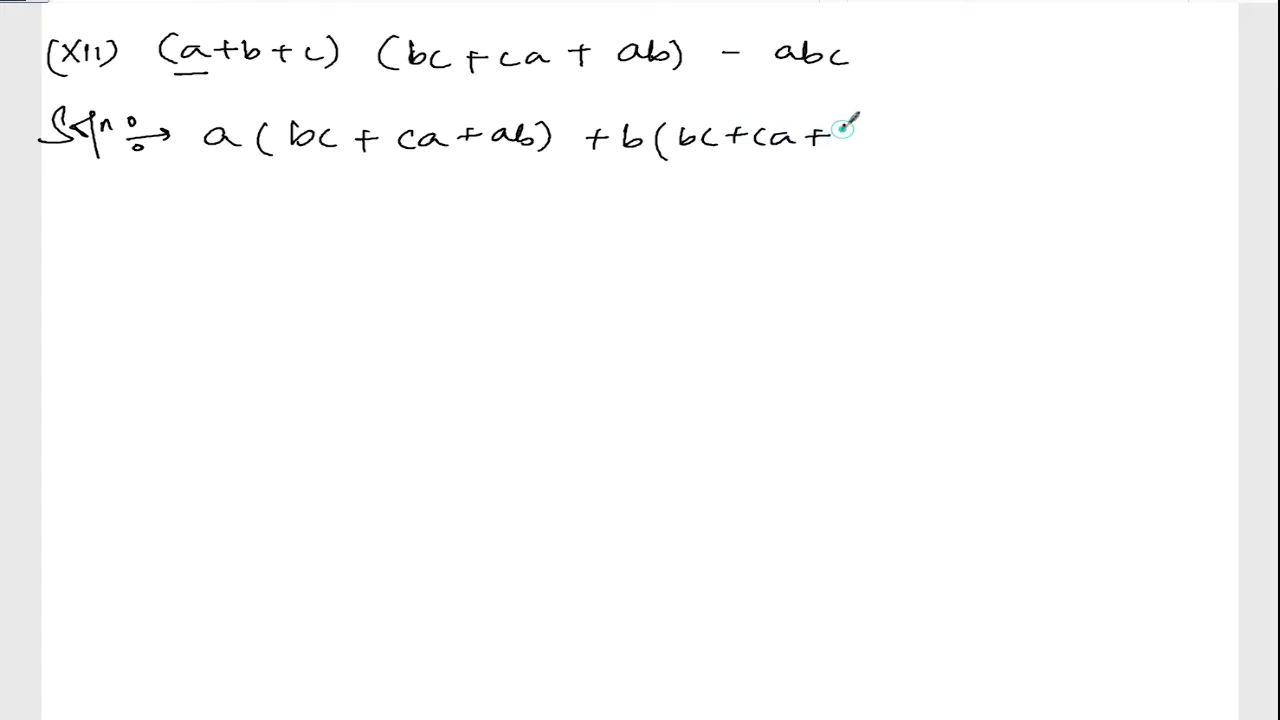 (XII) (a+b+c) (bc+ca+ab) - abc
Sol^n :→ a(bc+ca+ab) +b(bc+ca+